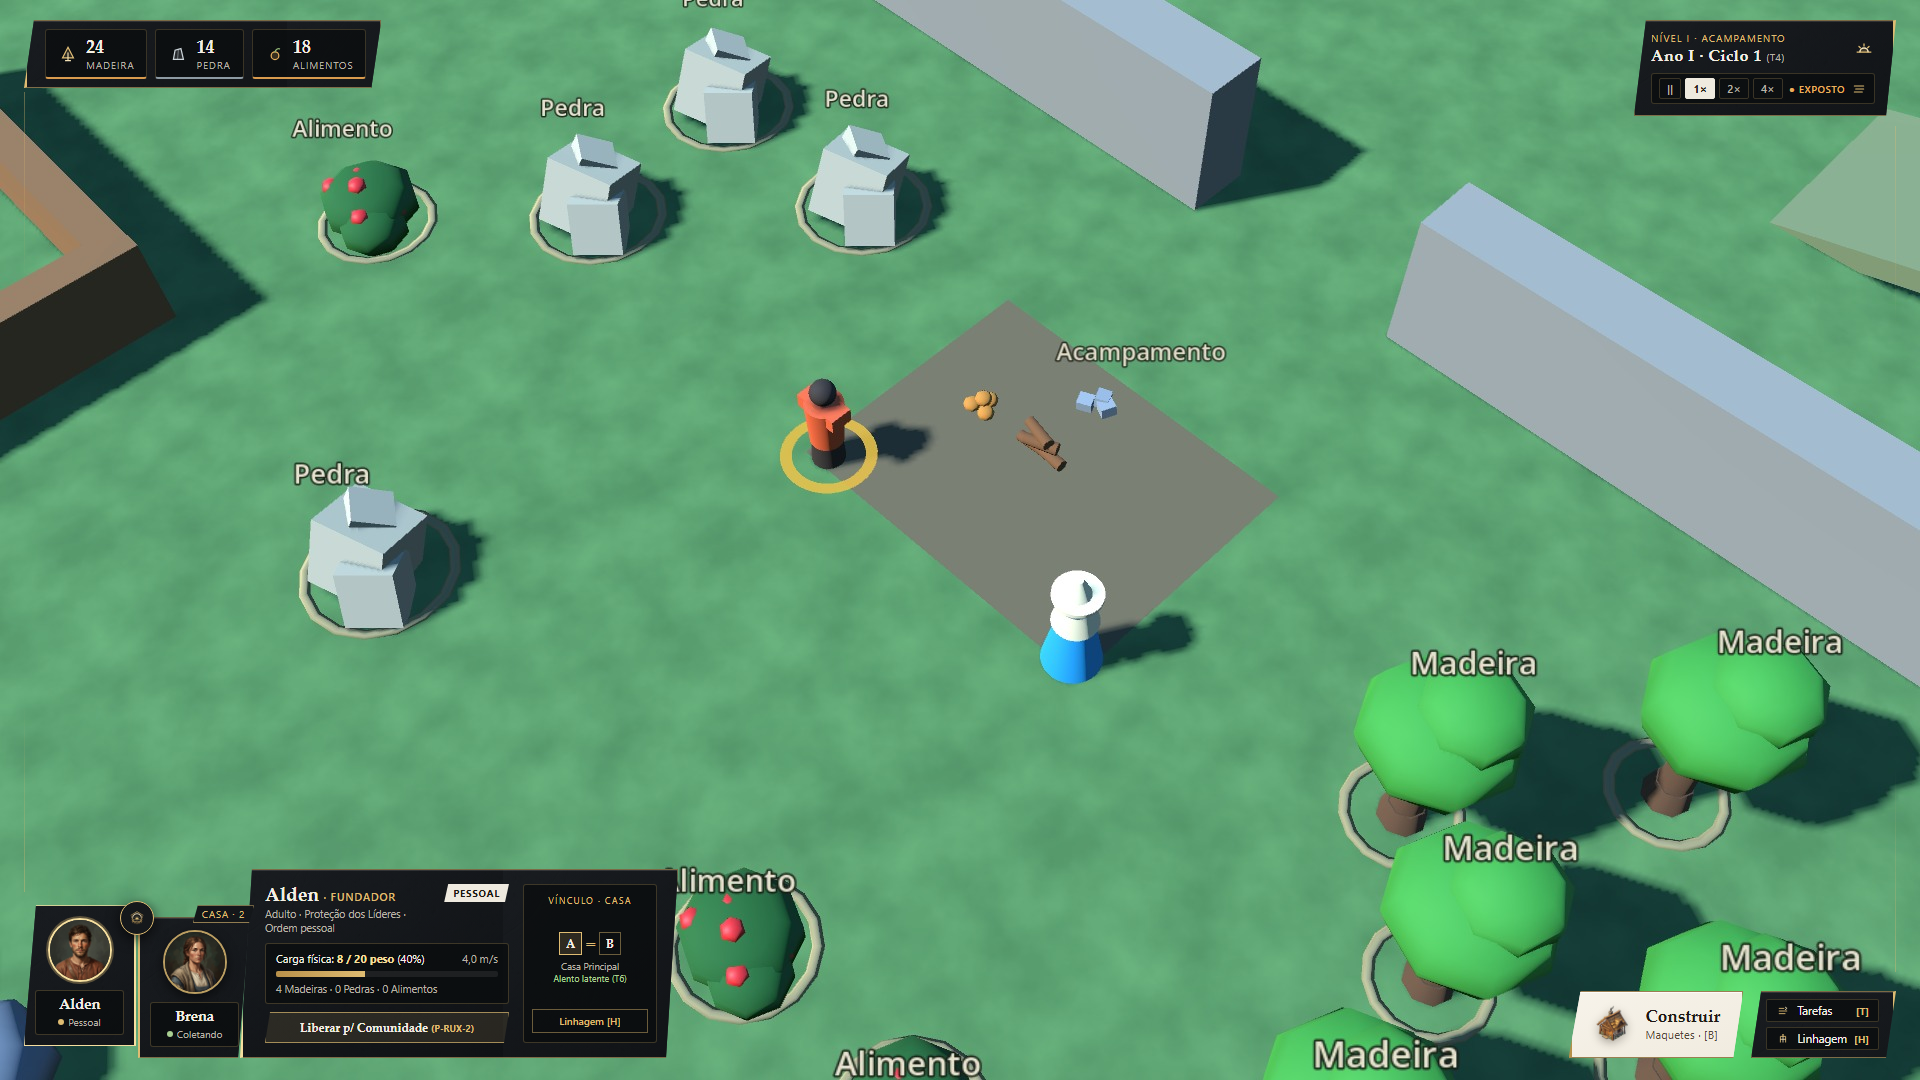 24
MADEIRA
14
PEDRA
18
ALIMENTOS
NÍVEL I · ACAMPAMENTO
Ano I · Ciclo 1 (T4)
|| 1× 2× 4× • EXPOSTO
Pedra
Pedra
Pedra
Alimento
Acampamento
Pedra
Madeira
Madeira
Madeira
Alimento
Madeira
Alimento
Madeira
CASA · 2
Alden
Pessoal
Brena
Coletando
Alden · FUNDADOR
PESSOAL
Adulto · Proteção dos Líderes ·
Ordem pessoal
Carga física: 8 / 20 peso (40%) 4,0 m/s
4 Madeiras · 0 Pedras · 0 Alimentos
Liberar p/ Comunidade (P-RUX-2)
VÍNCULO · CASA
A = B
Casa Principal
Alento latente (T6)
Linhagem [H]
Construir
Maquetes · [B]
Tarefas [T]
Linhagem [H]